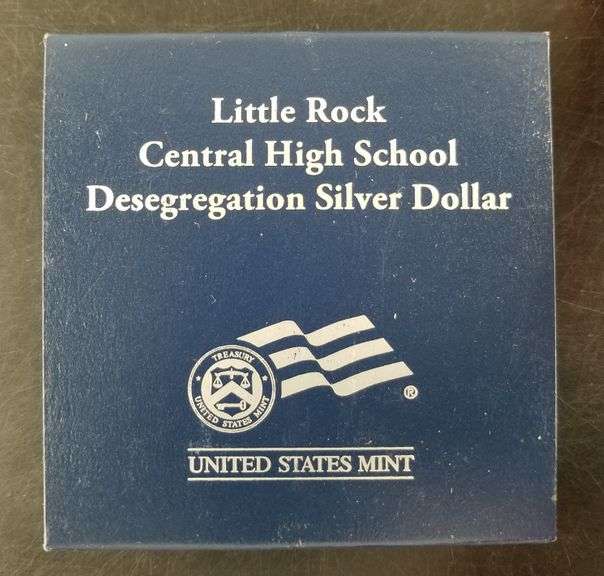 Little Rock
Central High School
Desegregation Silver Dollar
TREASURY
UNITED STATES MINT
®
UNITED STATES MINT